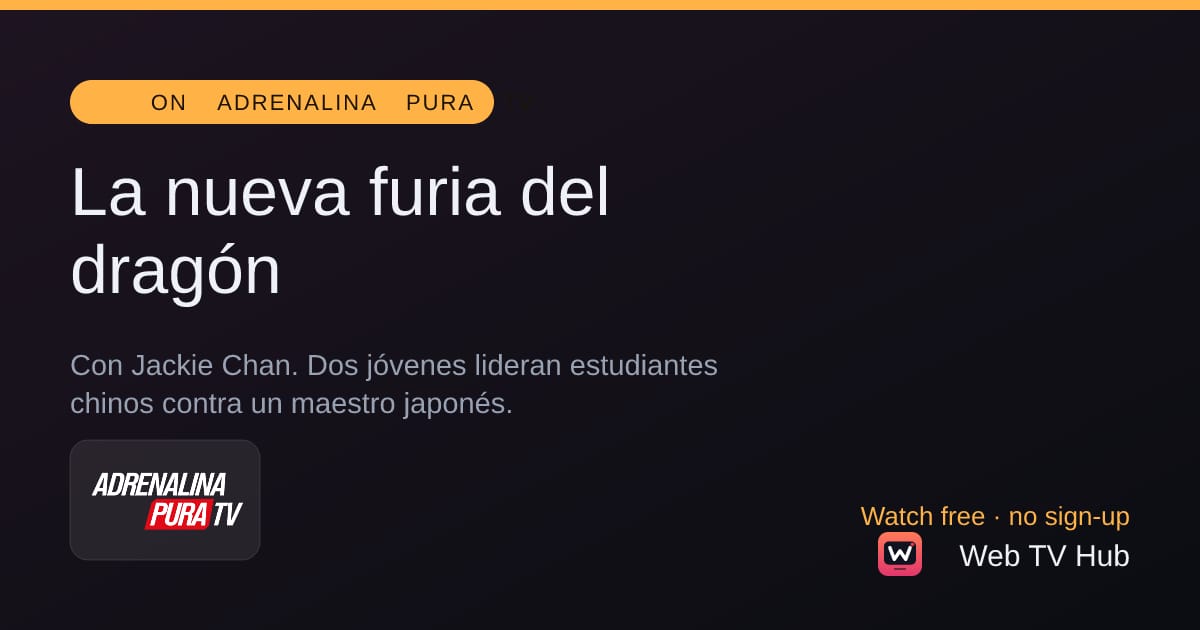 ON ADRENALINA PURA
La nueva furia del
dragón
Con Jackie Chan. Dos jóvenes lideran estudiantes
chinos contra un maestro japonés.
ADRENALINA
PURA TV
Watch free · no sign-up
W
Web TV Hub